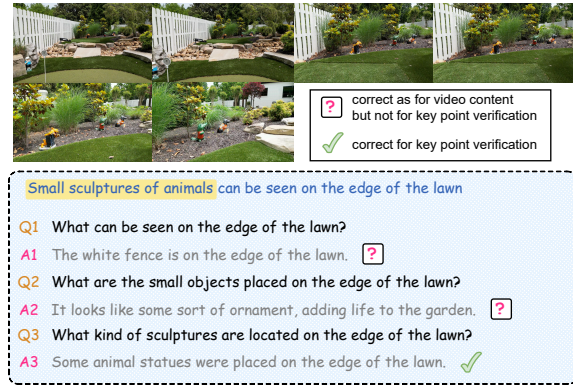 ? correct as for video content
but not for key point verification
correct for key point verification
Small sculptures of animals can be seen on the edge of the lawn
Q1 What can be seen on the edge of the lawn?
A1 The white fence is on the edge of the lawn. ?
Q2 What are the small objects placed on the edge of the lawn?
A2 It looks like some sort of ornament, adding life to the garden. ?
Q3 What kind of sculptures are located on the edge of the lawn?
A3 Some animal statues were placed on the edge of the lawn.